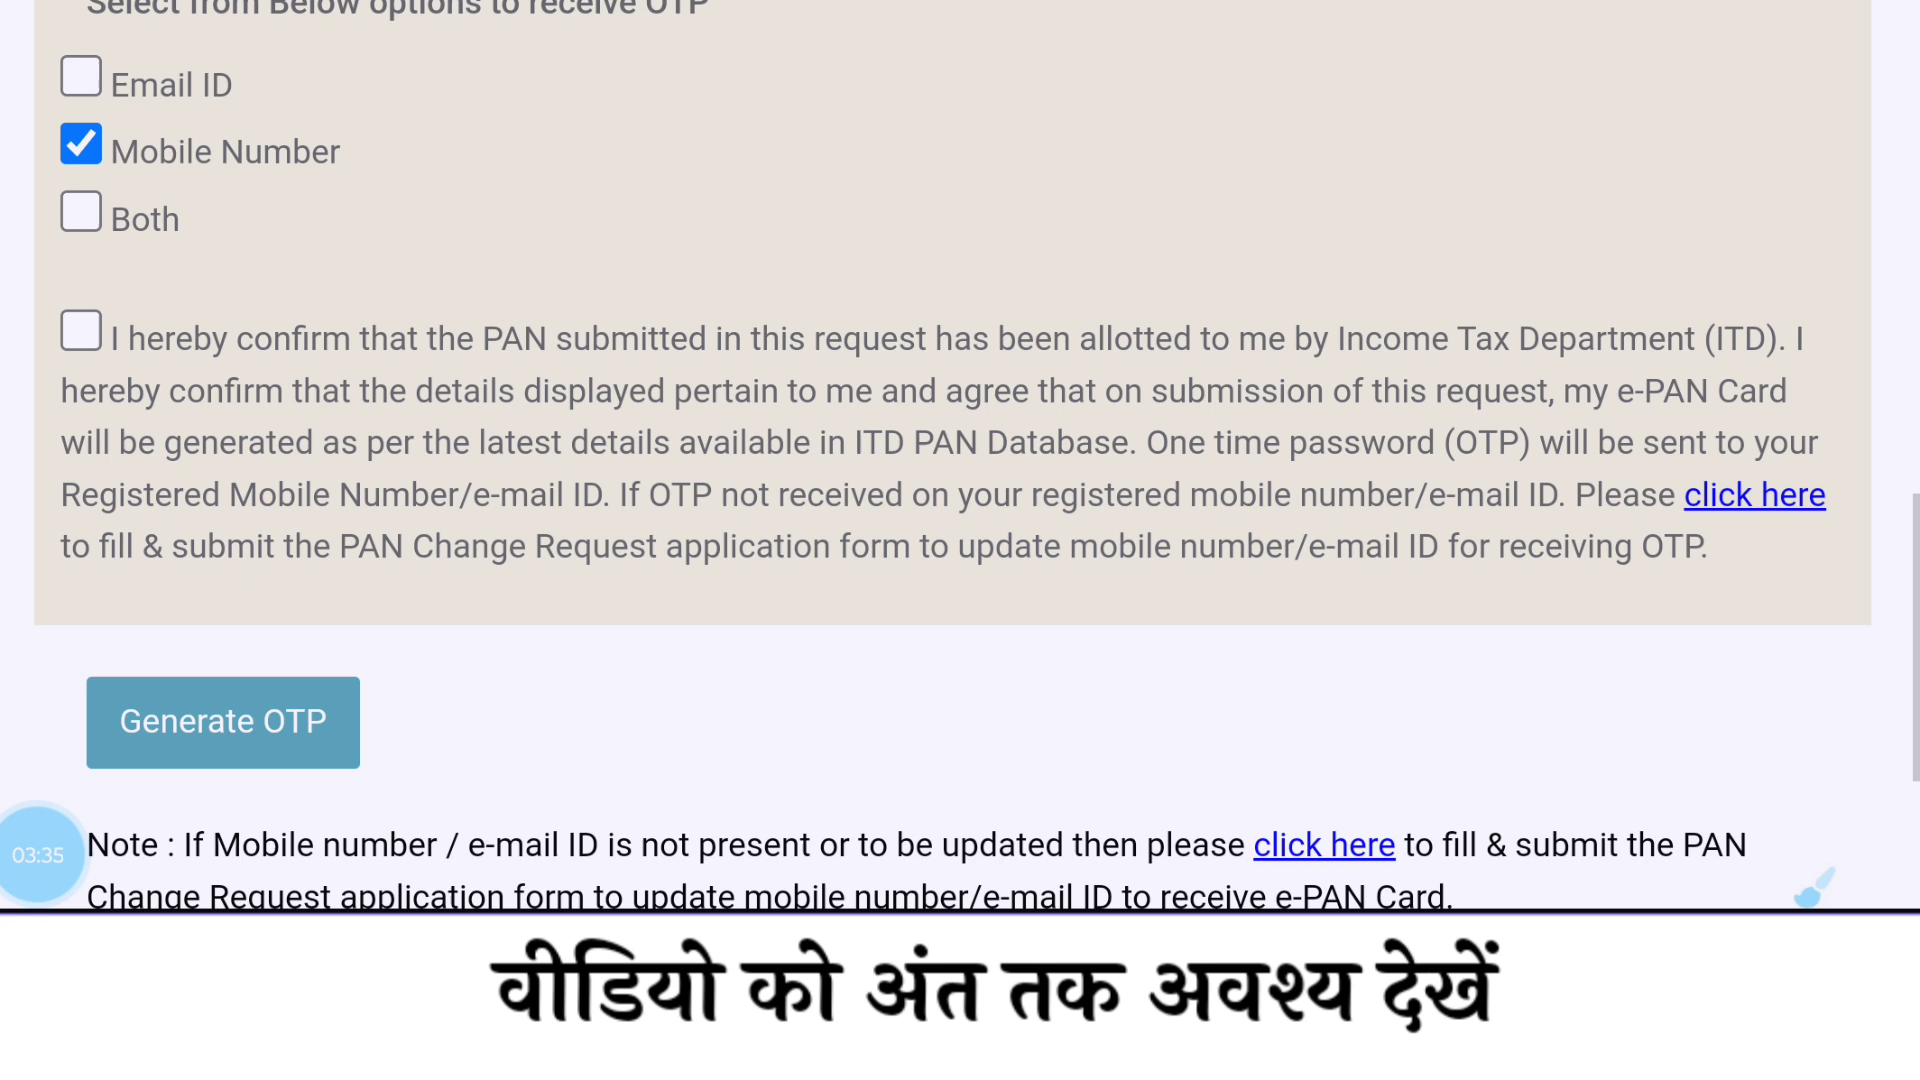 Select from Below options to receive OTP
Email ID
Mobile Number
Both
I hereby confirm that the PAN submitted in this request has been allotted to me by Income Tax Department (ITD). I
hereby confirm that the details displayed pertain to me and agree that on submission of this request, my e-PAN Card
will be generated as per the latest details available in ITD PAN Database. One time password (OTP) will be sent to your
Registered Mobile Number/e-mail ID. If OTP not received on your registered mobile number/e-mail ID. Please click here
to fill & submit the PAN Change Request application form to update mobile number/e-mail ID for receiving OTP.
Generate OTP
03:35
Note : If Mobile number / e-mail ID is not present or to be updated then please click here to fill & submit the PAN
Change Request application form to update mobile number/e-mail ID to receive e-PAN Card.
वीडियो को अंत तक अवश्य देखें